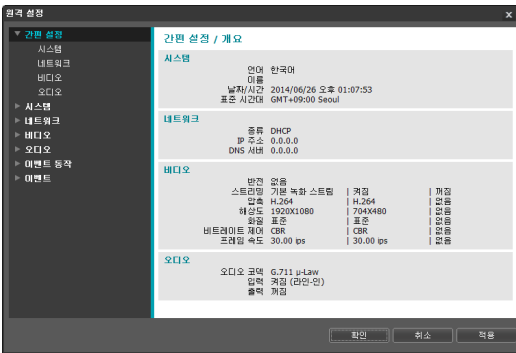 원격 설정 x
▼ 간편 설정
시스템
네트워크
비디오
오디오
▶ 시스템
▶ 네트워크
▶ 비디오
▶ 오디오
▶ 이벤트 동작
▶ 이벤트
간편 설정 / 개요
시스템
언어 한국어
이름
날짜/시간 2014/06/26 오후 01:07:53
표준 시간대 GMT+09:00 Seoul
네트워크
종류 DHCP
IP 주소 0.0.0.0
DNS 서버 0.0.0.0
비디오
반전 없음
스트리밍 기본 녹화 스트림 | 켜짐 | 꺼짐
압축 H.264 | H.264 | 없음
해상도 1920X1080 | 704X480 | 없음
화질 표준 | 표준 | 없음
비트레이트 제어 CBR | CBR | 없음
프레임 속도 30.00 ips | 30.00 ips | 없음
오디오
오디오 코덱 G.711 µ-Law
입력 켜짐 (라인-인)
출력 꺼짐
확인 취소 적용